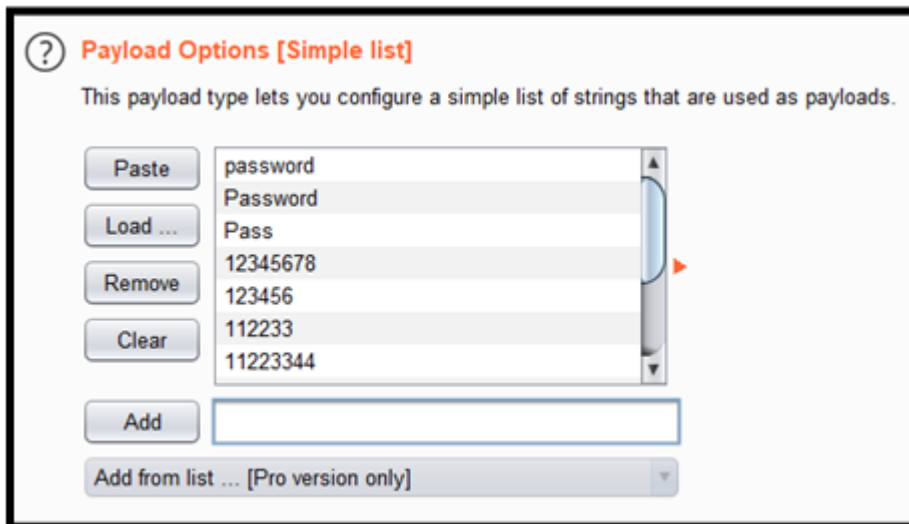 Payload Options [Simple list]
This payload type lets you configure a simple list of strings that are used as payloads.
Paste
password
Password
Load ...
Pass
12345678
Remove
123456
112233
Clear
11223344
Add
Add from list ... [Pro version only]